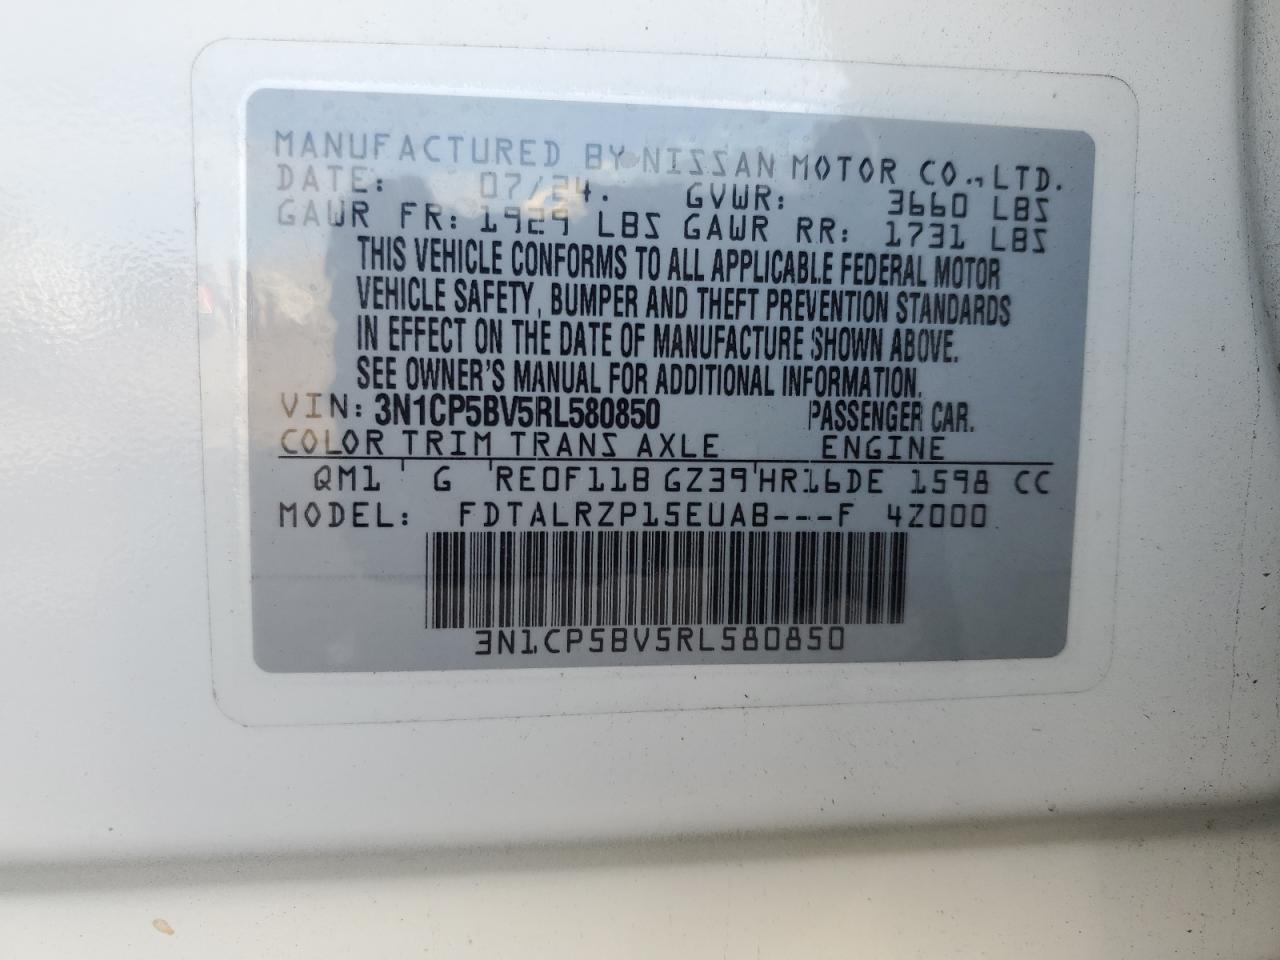 MANUFACTURED BY NISSAN MOTOR CO., LTD.
DATE: 07/24. GVWR: 3660 LBS
GAWR FR: 1929 LBS GAWR RR: 1731 LBS
THIS VEHICLE CONFORMS TO ALL APPLICABLE FEDERAL MOTOR
VEHICLE SAFETY, BUMPER AND THEFT PREVENTION STANDARDS
IN EFFECT ON THE DATE OF MANUFACTURE SHOWN ABOVE.
SEE OWNER'S MANUAL FOR ADDITIONAL INFORMATION.
VIN: 3N1CP5BV5RL580850 PASSENGER CAR.
COLOR TRIM TRANS AXLE ENGINE
QM1 ' G 'RE0F11B GZ39'HR16DE 1598 CC
MODEL: FDTALRZP15EUAB---F 4Z000
3N1CP5BV5RL580850